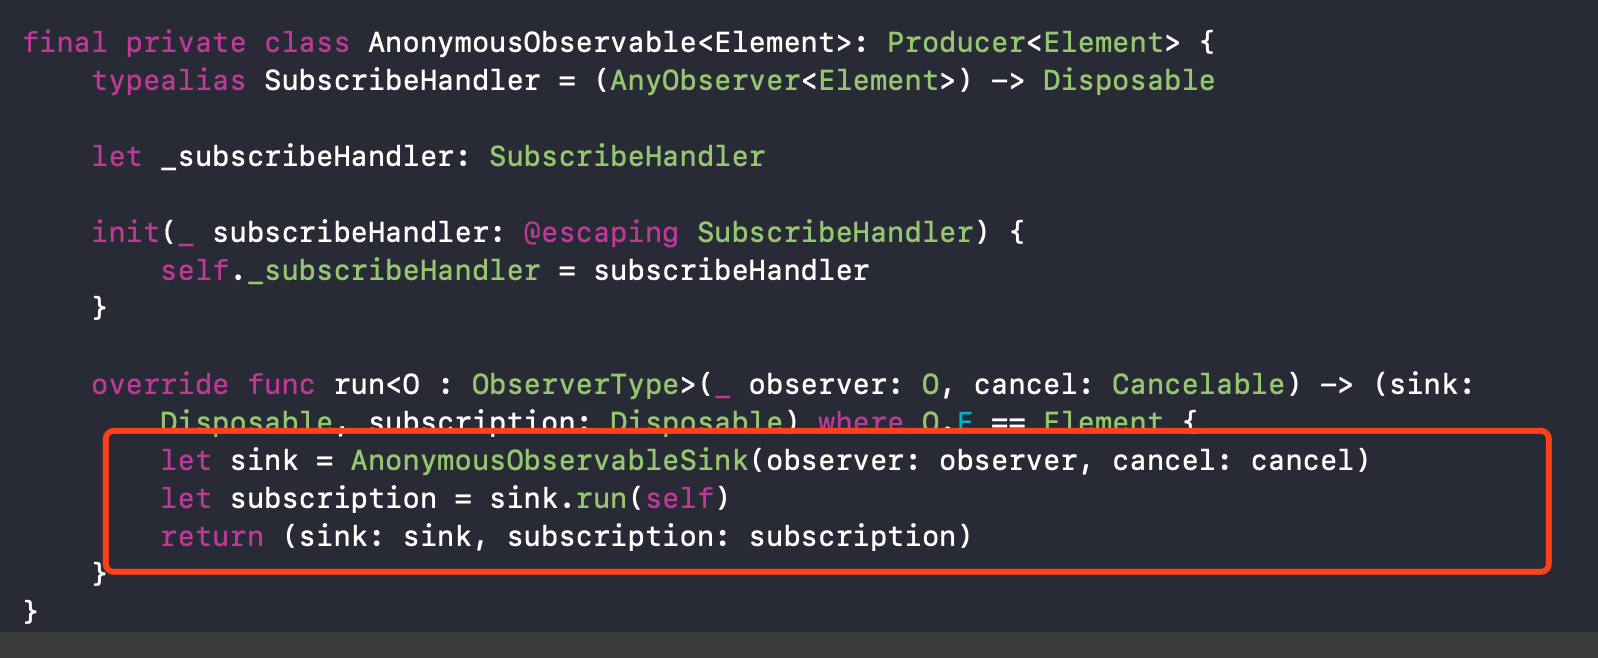 final private class AnonymousObservable<Element>: Producer<Element> {
    typealias SubscribeHandler = (AnyObserver<Element>) -> Disposable
    let _subscribeHandler: SubscribeHandler
    init(_ subscribeHandler: @escaping SubscribeHandler) {
        self._subscribeHandler = subscribeHandler
    }
    override func run<O : ObserverType>(_ observer: O, cancel: Cancelable) -> (sink:
        Disposable, subscription: Disposable) where O.E == Element {
        let sink = AnonymousObservableSink(observer: observer, cancel: cancel)
        let subscription = sink.run(self)
        return (sink: sink, subscription: subscription)
    }
}